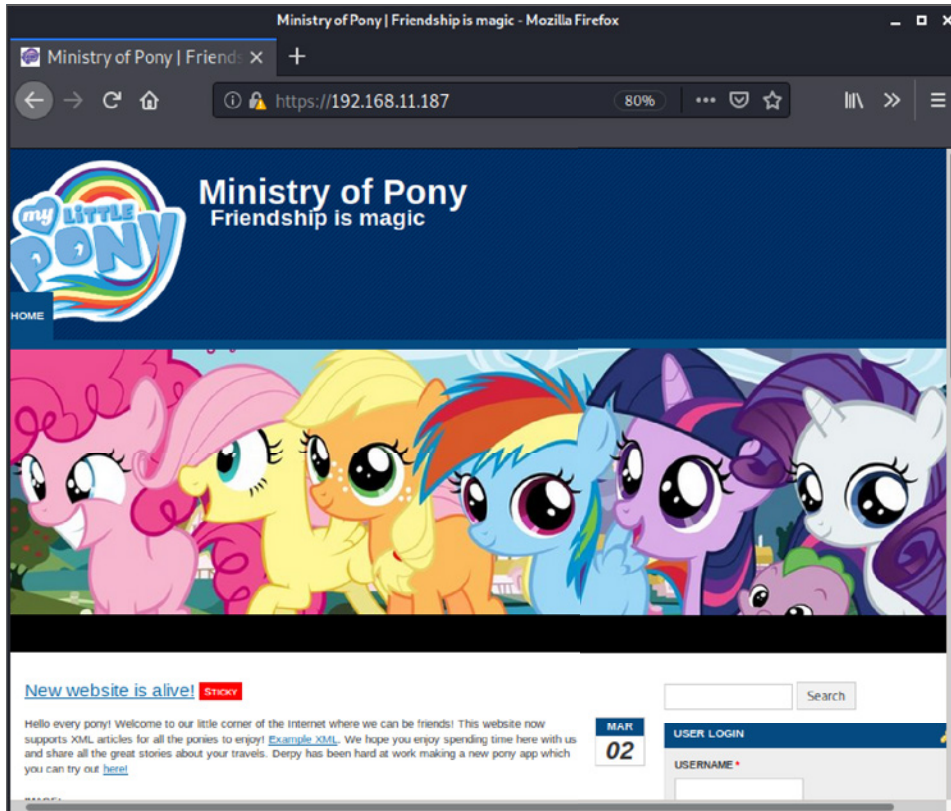 Ministry of Pony | Friendship is magic - Mozilla Firefox
Ministry of Pony | Friends
https://192.168.11.187
80%
my LiTTLE PONY
Ministry of Pony
Friendship is magic
HOME
New website is alive! STICKY
Hello every pony! Welcome to our little corner of the Internet where we can be friends! This website now
supports XML articles for all the ponies to enjoy! Example XML. We hope you enjoy spending time here with us
and share all the great stories about your travels. Derpy has been hard at work making a new pony app which
you can try out here!
MAR
02
Search
USER LOGIN
USERNAME *